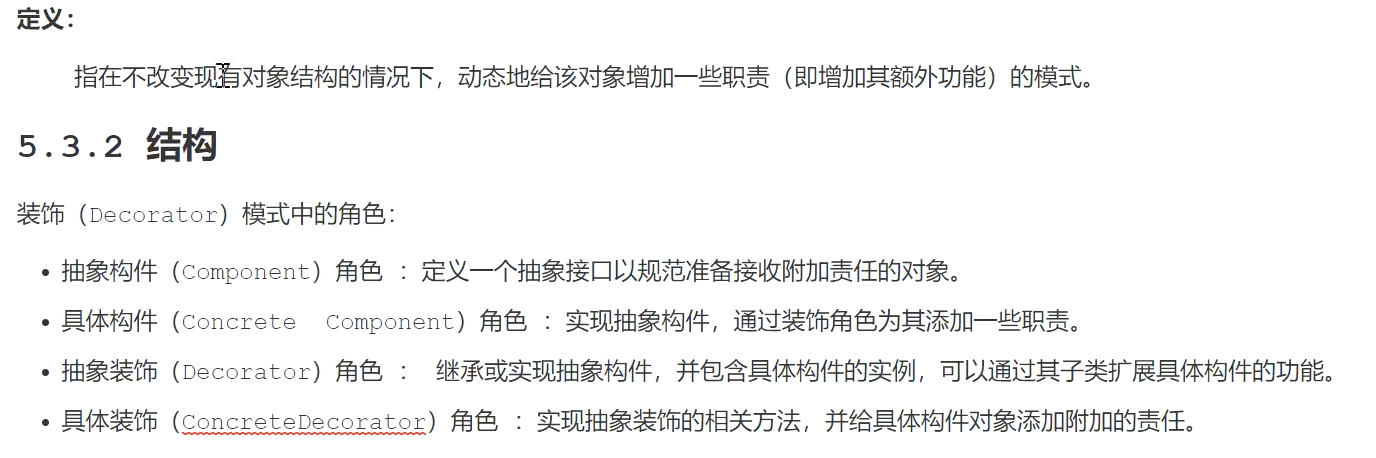 定义:
指在不改变现有对象结构的情况下，动态地给该对象增加一些职责（即增加其额外功能）的模式。
5.3.2 结构
装饰（Decorator）模式中的角色：
• 抽象构件（Component）角色 ：定义一个抽象接口以规范准备接收附加责任的对象。
• 具体构件（Concrete  Component）角色 ：实现抽象构件，通过装饰角色为其添加一些职责。
• 抽象装饰（Decorator）角色 ： 继承或实现抽象构件，并包含具体构件的实例，可以通过其子类扩展具体构件的功能。
• 具体装饰（ConcreteDecorator）角色 ：实现抽象装饰的相关方法，并给具体构件对象添加附加的责任。